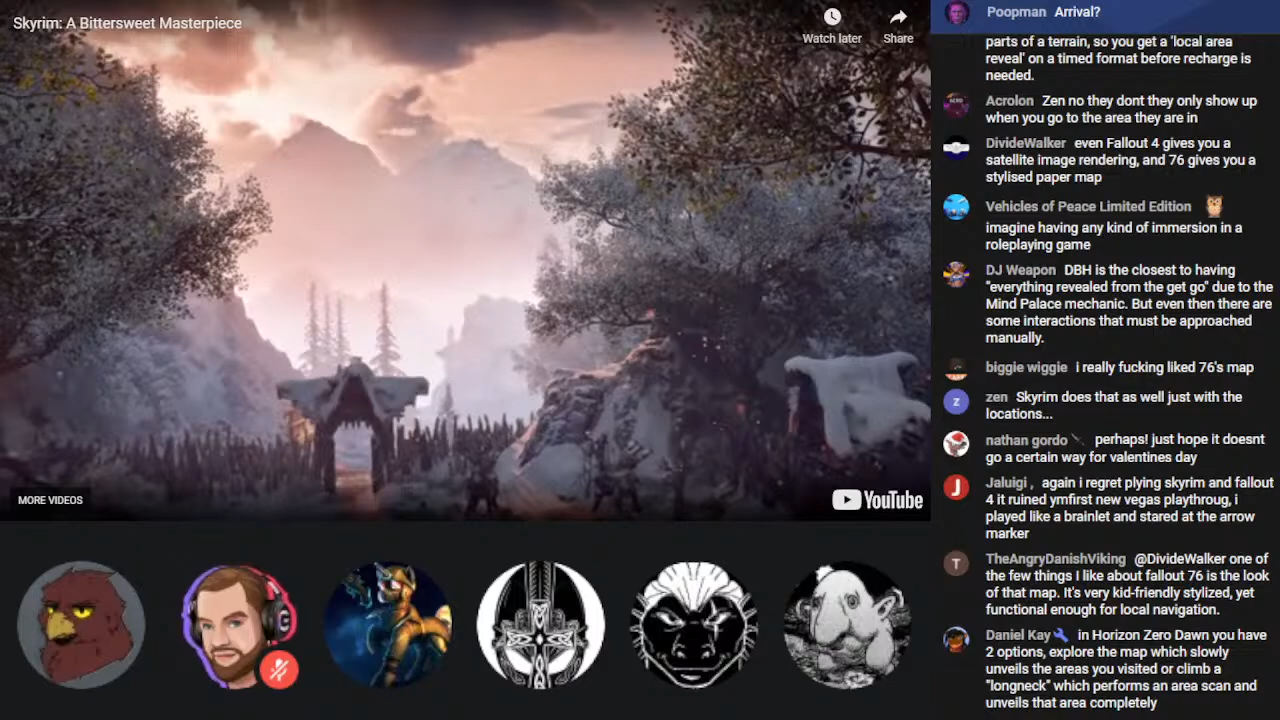 Skyrim: A Bittersweet Masterpiece
Watch later
Share
MORE VIDEOS
YouTube
Poopman Arrival?
parts of a terrain, so you get a 'local area
reveal' on a timed format before recharge is
needed.
Acrolon Zen no they dont they only show up
when you go to the area they are in
DivideWalker even Fallout 4 gives you a
satellite image rendering, and 76 gives you a
stylised paper map
Vehicles of Peace Limited Edition
imagine having any kind of immersion in a
roleplaying game
DJ Weapon DBH is the closest to having
"everything revealed from the get go" due to the
Mind Palace mechanic. But even then there are
some interactions that must be approached
manually.
biggie wiggie i really fucking liked 76's map
z
zen Skyrim does that as well just with the
locations...
nathan gordo perhaps! just hope it doesnt
go a certain way for valentines day
J
Jaluigi , again i regret plying skyrim and fallout
4 it ruined ymfirst new vegas playthroug, i
played like a brainlet and stared at the arrow
marker
T
TheAngryDanishViking @DivideWalker one of
the few things I like about fallout 76 is the look
of that map. It's very kid-friendly stylized, yet
functional enough for local navigation.
Daniel Kay in Horizon Zero Dawn you have
2 options, explore the map which slowly
unveils the areas you visited or climb a
"longneck" which performs an area scan and
unveils that area completely